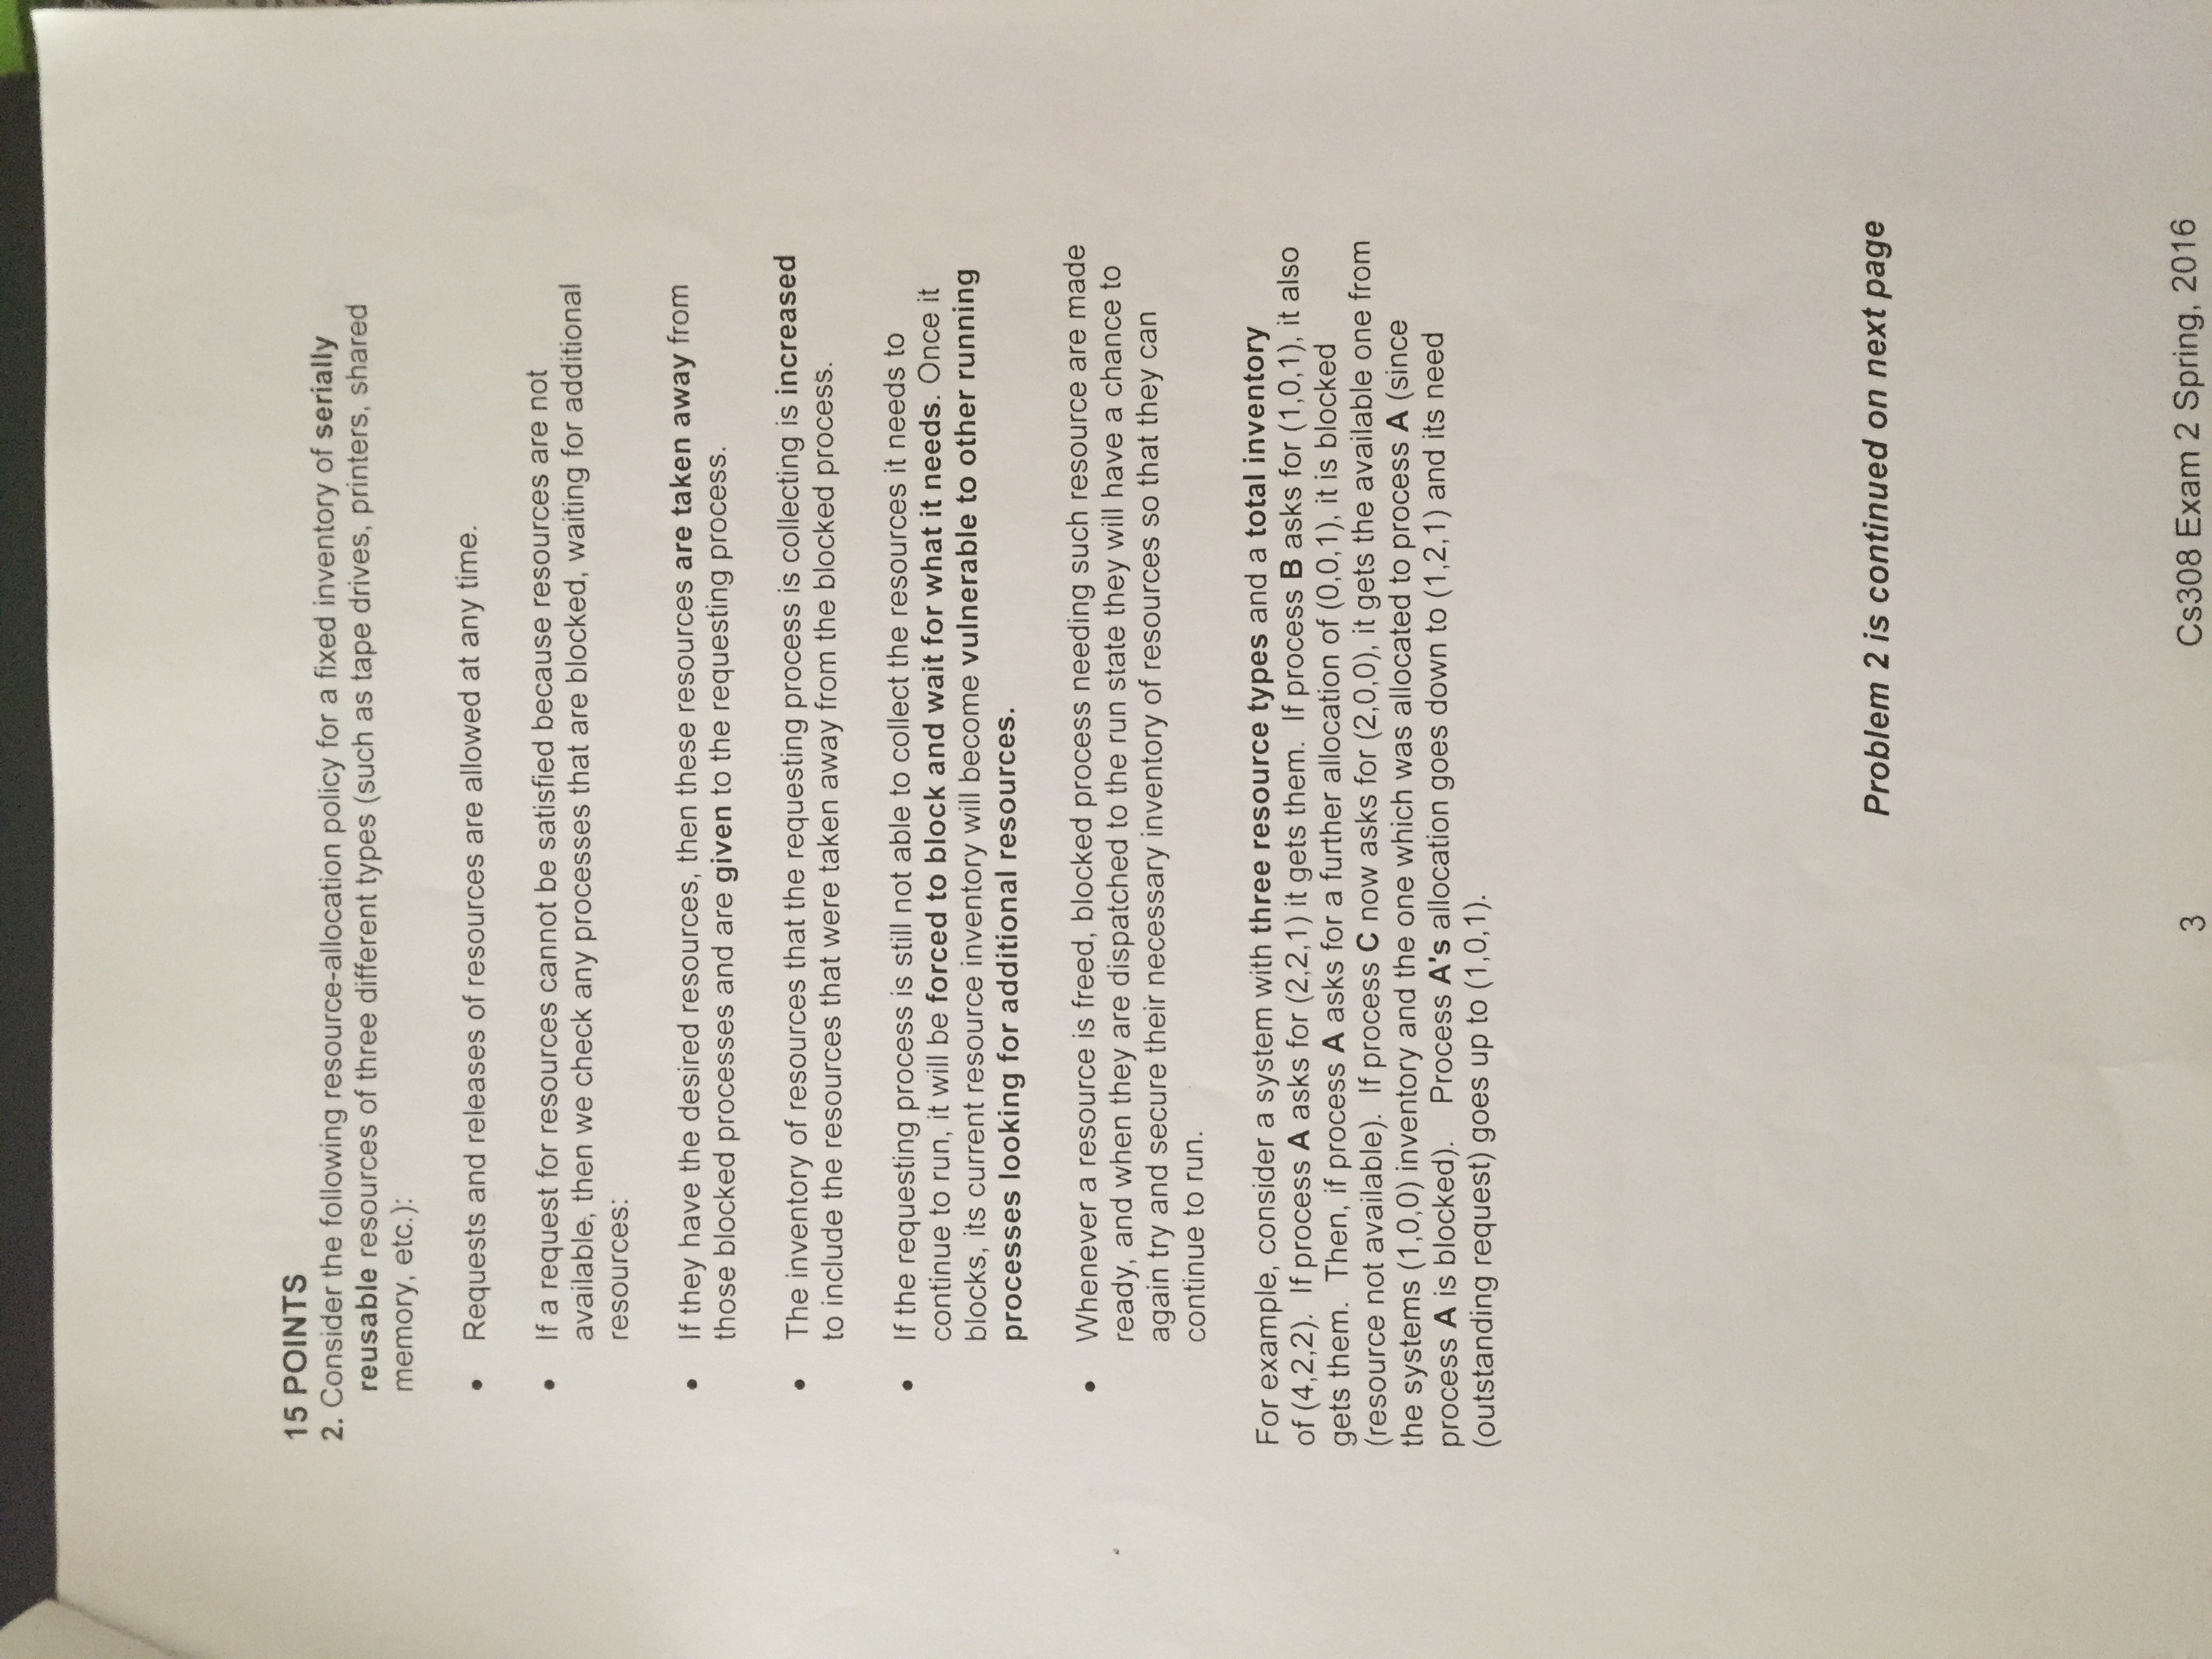 15 POINTS
2. Consider the following resource-allocation policy for a fixed inventory of serially
reusable resources of three different types (such as tape drives, printers, shared
memory, etc.):
• Requests and releases of resources are allowed at any time.
• If a request for resources cannot be satisfied because resources are not
available, then we check any processes that are blocked, waiting for additional
resources:
• If they have the desired resources, then these resources are taken away from
those blocked processes and are given to the requesting process.
• The inventory of resources that the requesting process is collecting is increased
to include the resources that were taken away from the blocked process.
• If the requesting process is still not able to collect the resources it needs to
continue to run, it will be forced to block and wait for what it needs. Once it
blocks, its current resource inventory will become vulnerable to other running
processes looking for additional resources.
• Whenever a resource is freed, blocked process needing such resource are made
ready, and when they are dispatched to the run state they will have a chance to
again try and secure their necessary inventory of resources so that they can
continue to run.
For example, consider a system with three resource types and a total inventory
of (4,2,2). If process A asks for (2,2,1) it gets them. If process B asks for (1,0,1), it also
gets them. Then, if process A asks for a further allocation of (0,0,1), it is blocked
(resource not available). If process C now asks for (2,0,0), it gets the available one from
the systems (1,0,0) inventory and the one which was allocated to process A (since
process A is blocked). Process A's allocation goes down to (1,2,1) and its need
(outstanding request) goes up to (1,0,1).
Problem 2 is continued on next page
3 Cs308 Exam 2 Spring, 2016